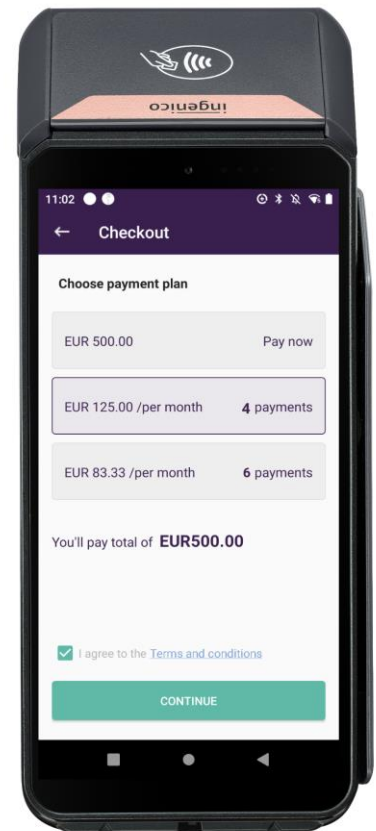 ingenico
11:02
Checkout
Choose payment plan
EUR 500.00 Pay now
EUR 125.00 /per month 4 payments
EUR 83.33 /per month 6 payments
You'll pay total of EUR500.00
I agree to the Terms and conditions
CONTINUE